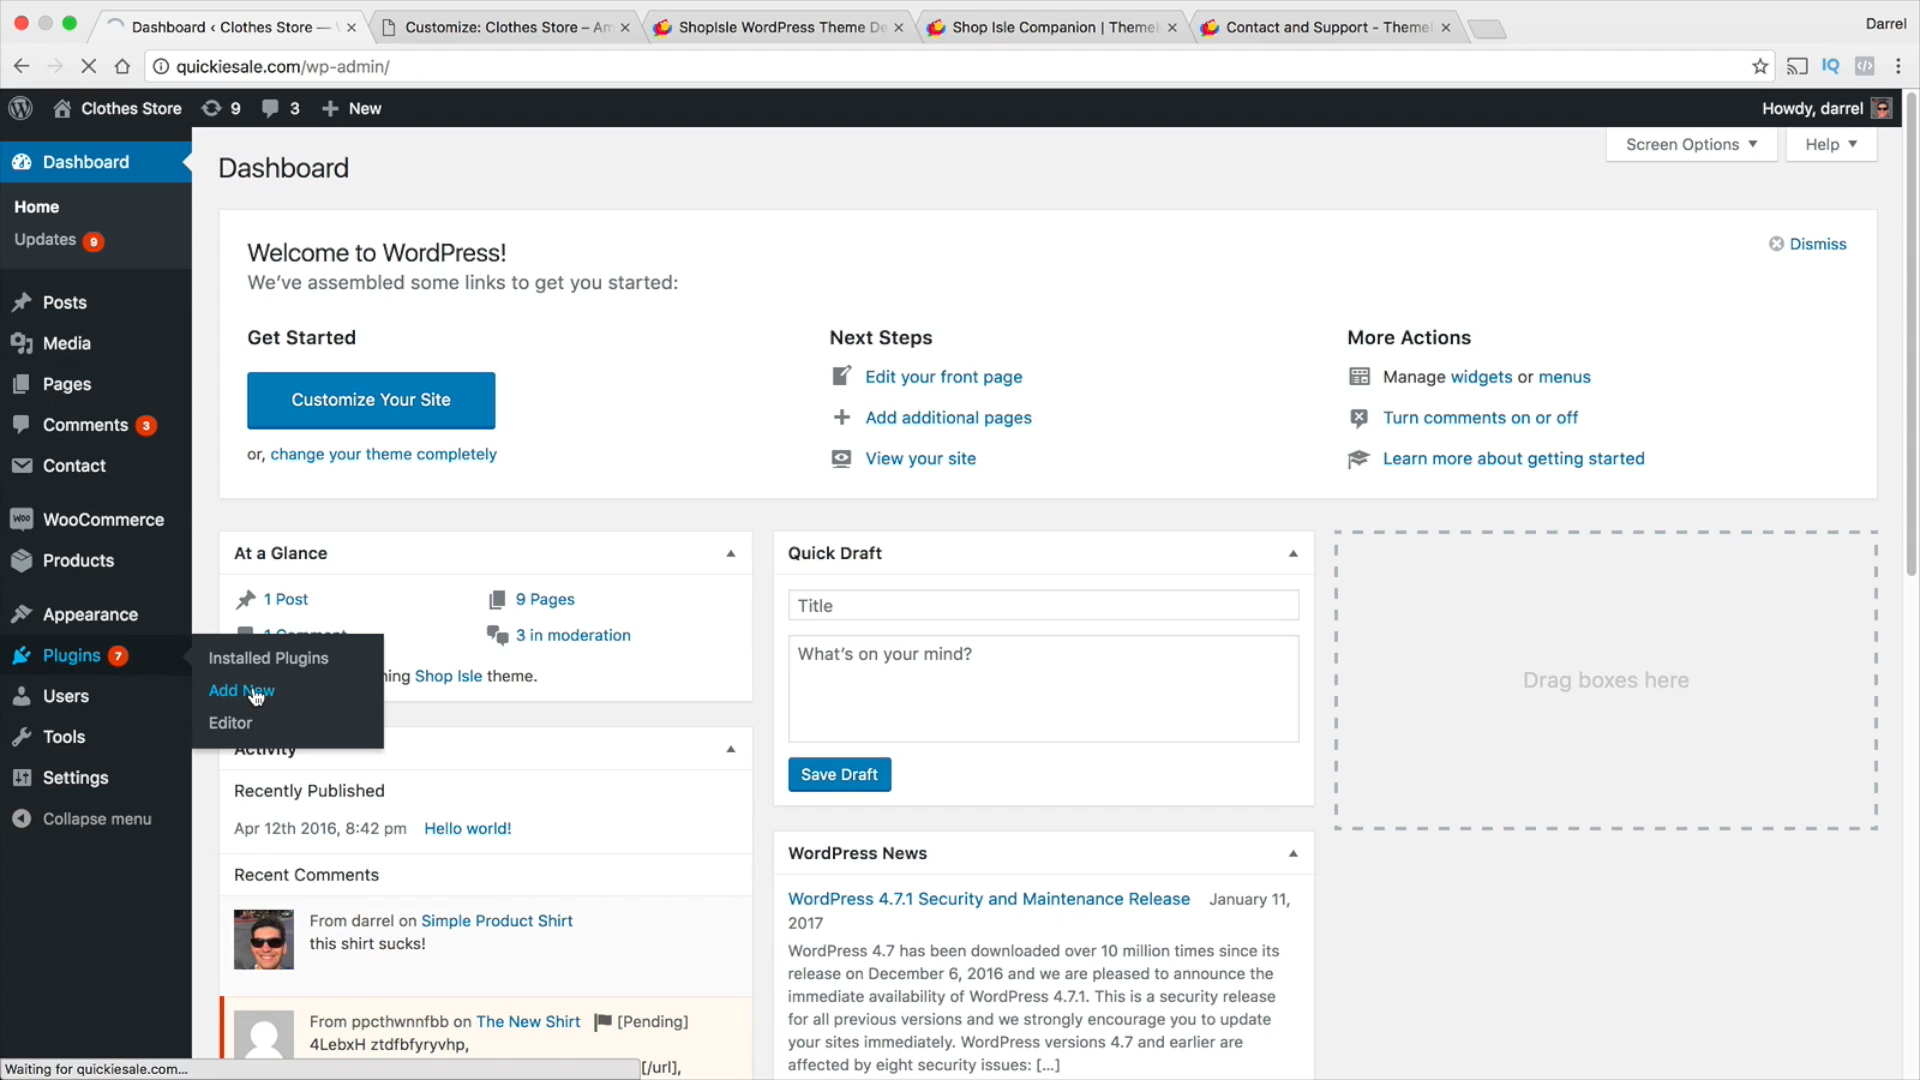 Dashboard ‹ Clothes Store —
Customize: Clothes Store – Am
ShopIsle WordPress Theme De
Shop Isle Companion | Theme
Contact and Support - Theme
Darrel
quickiesale.com/wp-admin/
IQ
Clothes Store
9
3
New
Howdy, darrel
Dashboard
Home
Updates 9
Posts
Media
Pages
Comments 3
Contact
WooCommerce
Products
Appearance
Plugins 7
Users
Tools
Settings
Collapse menu
Installed Plugins
Add New
Editor
Dashboard
Screen Options
Help
Welcome to WordPress!
We've assembled some links to get you started:
Dismiss
Get Started
Customize Your Site
or, change your theme completely
Next Steps
Edit your front page
Add additional pages
View your site
More Actions
Manage widgets or menus
Turn comments on or off
Learn more about getting started
At a Glance
1 Post
9 Pages
1 Comment
3 in moderation
ning Shop Isle theme.
Activity
Recently Published
Apr 12th 2016, 8:42 pm Hello world!
Recent Comments
From darrel on Simple Product Shirt
this shirt sucks!
From ppcthwnnfbb on The New Shirt [Pending]
4LebxH ztdfbfyryvhp,
[/url],
Quick Draft
Title
What's on your mind?
Save Draft
WordPress News
WordPress 4.7.1 Security and Maintenance Release January 11,
2017
WordPress 4.7 has been downloaded over 10 million times since its
release on December 6, 2016 and we are pleased to announce the
immediate availability of WordPress 4.7.1. This is a security release
for all previous versions and we strongly encourage you to update
your sites immediately. WordPress versions 4.7 and earlier are
affected by eight security issues: [...]
Drag boxes here
Waiting for quickiesale.com...